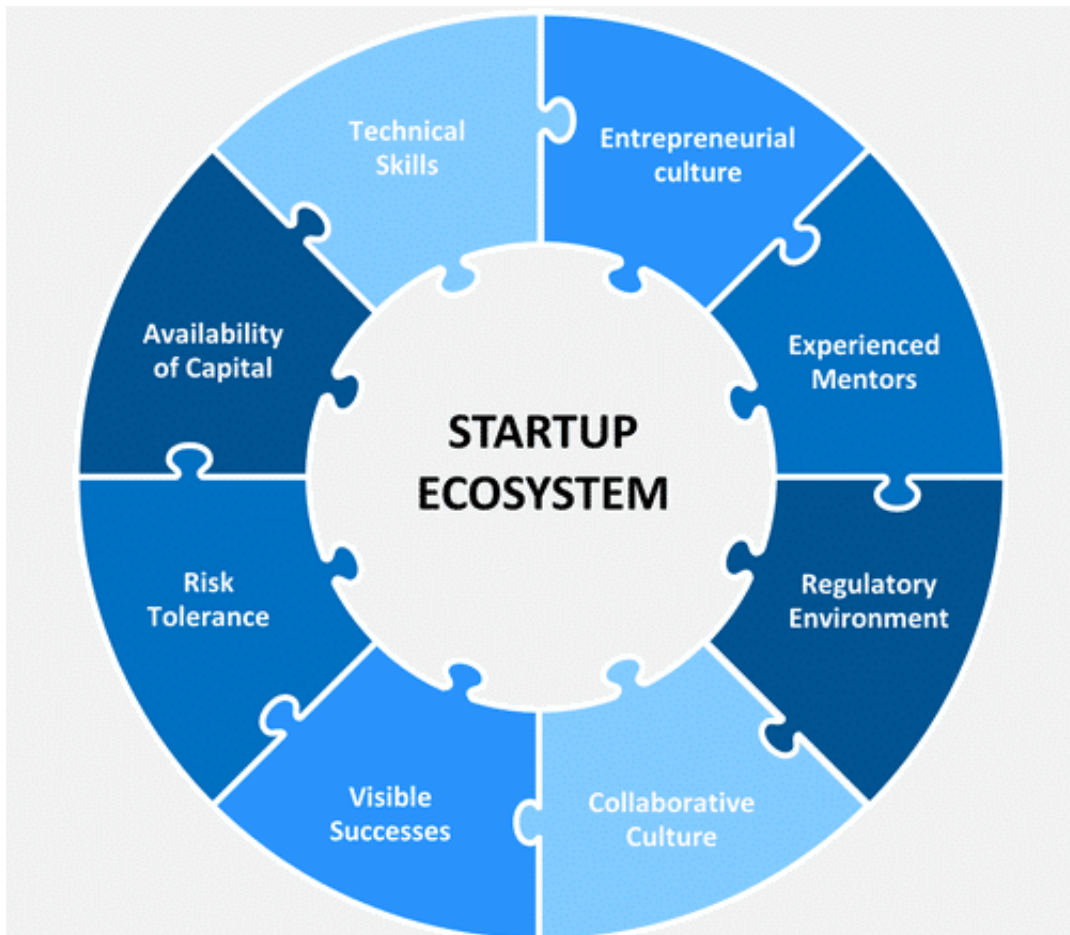 Technical
Skills
Entrepreneurial
culture
Experienced
Mentors
Regulatory
Environment
Collaborative
Culture
Visible
Successes
Risk
Tolerance
Availability
of Capital
STARTUP
ECOSYSTEM